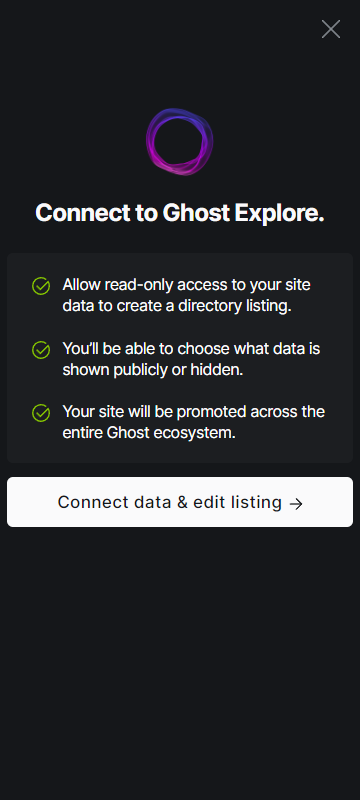 Connect to Ghost Explore.
Allow read-only access to your site
data to create a directory listing.
You’ll be able to choose what data is
shown publicly or hidden.
Your site will be promoted across the
entire Ghost ecosystem.
Connect data & edit listing →